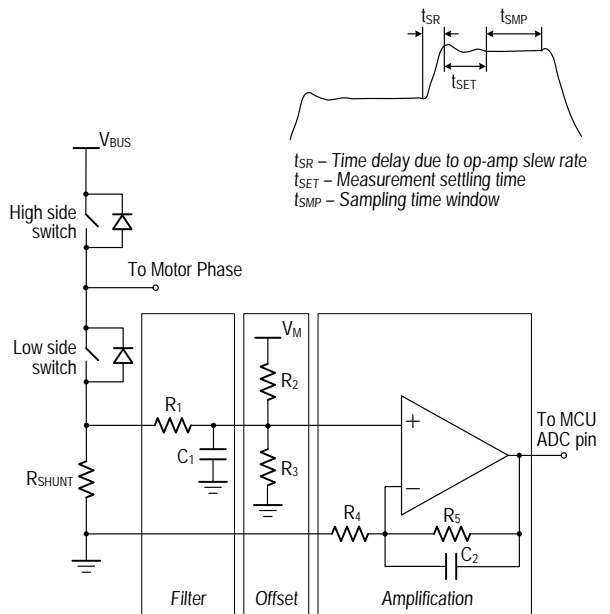 tSR
tSMP
tSET
tSR – Time delay due to op-amp slew rate
tSET – Measurement settling time
tSMP – Sampling time window
VBUS
High side
switch
To Motor Phase
Low side
switch
VM
R2
R1
C1
R3
RSHUNT
+
−
To MCU
ADC pin
R4
R5
C2
Filter
Offset
Amplification